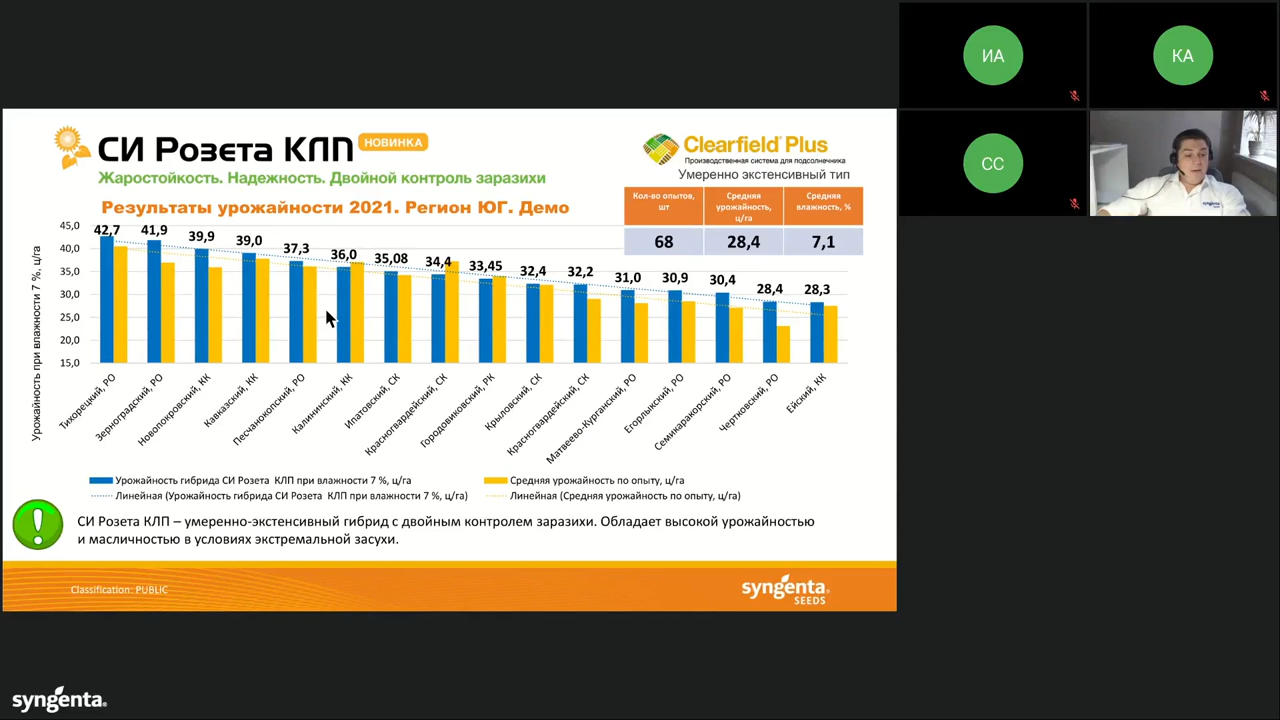 СИ Розєта КЛП НОВИНКА
Жаростойкость. Надежность. Двойной контроль заразихи
Clearfield® Plus
Производственная система для подсолнечника
Умеренно экстенсивный тип
Результаты урожайности 2021. Регион ЮГ. Демо
Кол-во опытов, шт
Средняя урожайность, ц/га
Средняя влажность, %
68 28,4 7,1
Урожайность при влажности 7 %, ц/га
45,0
40,0
35,0
30,0
25,0
20,0
15,0
42,7 41,9 39,9 39,0 37,3 36,0 35,08 34,4 33,45 32,4 32,2 31,0 30,9 30,4 28,4 28,3
Тихорецкий, РО
Зерноградский, РО
Новопокровский, КК
Кавказский, КК
Песчанокопский, РО
Калининский, КК
Ипатовский, СК
Красногвардейский, СК
Городовиковский, РК
Крыловский, СК
Красногвардейский, СК
Матвеево-Курганский, РО
Егорлыкский, РО
Семикаракорский, РО
Чертковский, РО
Ейский, КК
Урожайность гибрида СИ Розета КЛП при влажности 7 %, ц/га
Средняя урожайность по опыту, ц/га
Линейная (Урожайность гибрида СИ Розета КЛП при влажности 7 %, ц/га)
Линейная (Средняя урожайность по опыту, ц/га)
СИ Розета КЛП – умеренно-экстенсивный гибрид с двойным контролем заразихи. Обладает высокой урожайностью
и масличностью в условиях экстремальной засухи.
Classification: PUBLIC
syngenta®
SEEDS
ИА
КА
СС
syngenta
syngenta®